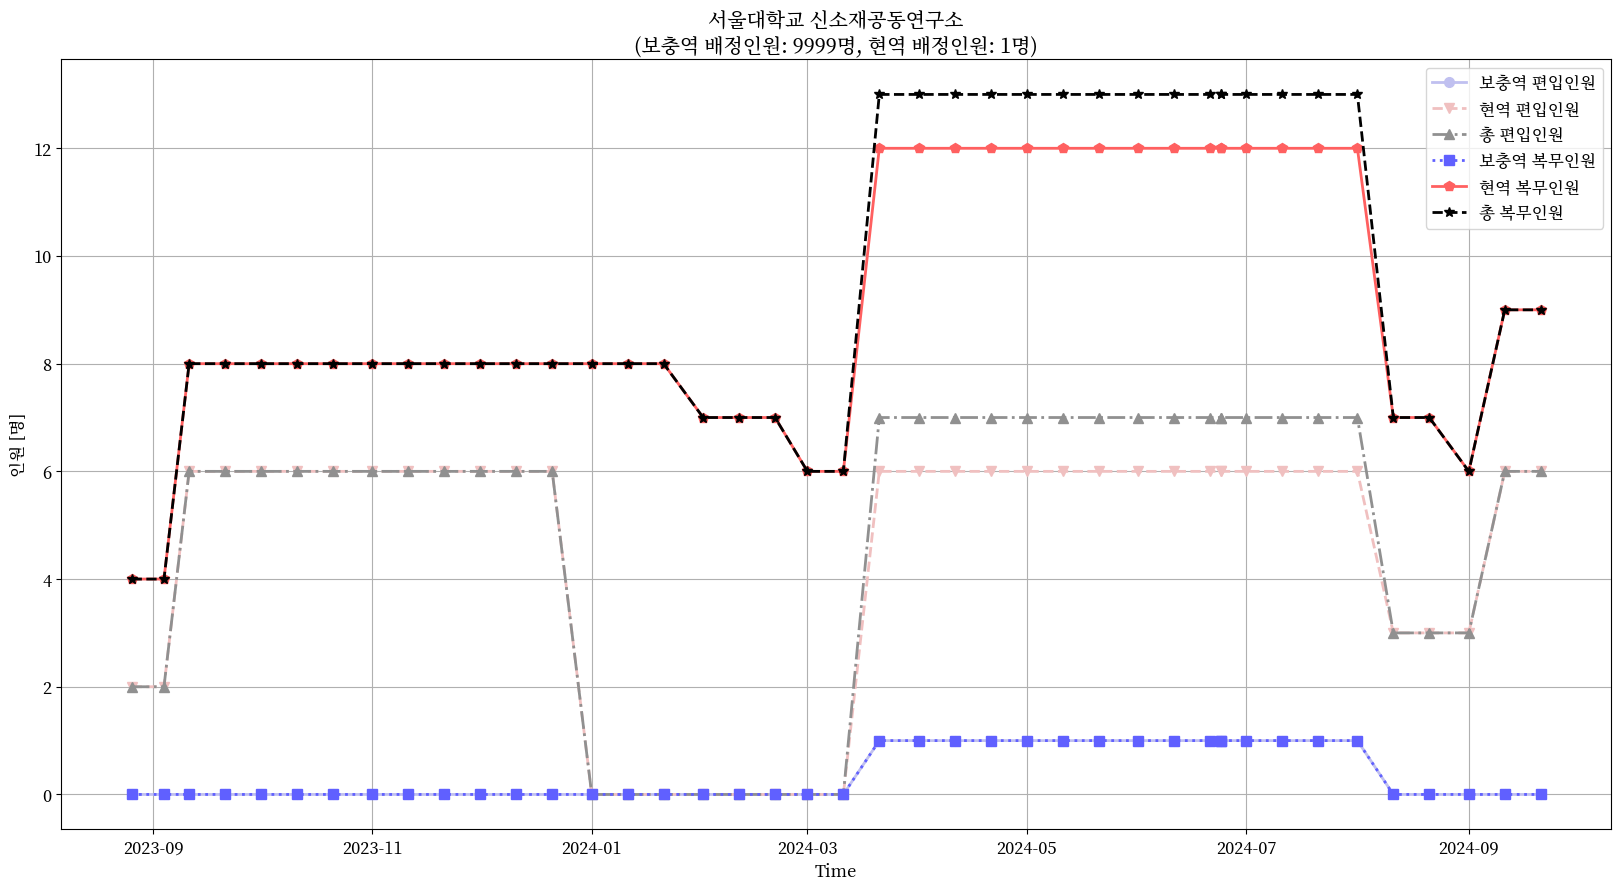 서울대학교 신소재공동연구소
(보충역 배정인원: 9999명, 현역 배정인원: 1명)
보충역 편입인원
현역 편입인원
총 편입인원
보충역 복무인원
현역 복무인원
총 복무인원
인원 [명]
12
10
8
6
4
2
0
2023-09
2023-11
2024-01
2024-03
2024-05
2024-07
2024-09
Time